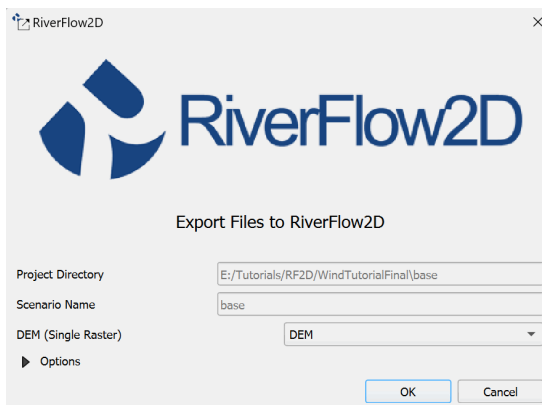 RiverFlow2D
RiverFlow2D
Export Files to RiverFlow2D
Project Directory E:/Tutorials/RF2D/WindTutorialFinal\base
Scenario Name base
DEM (Single Raster) DEM
Options
OK Cancel